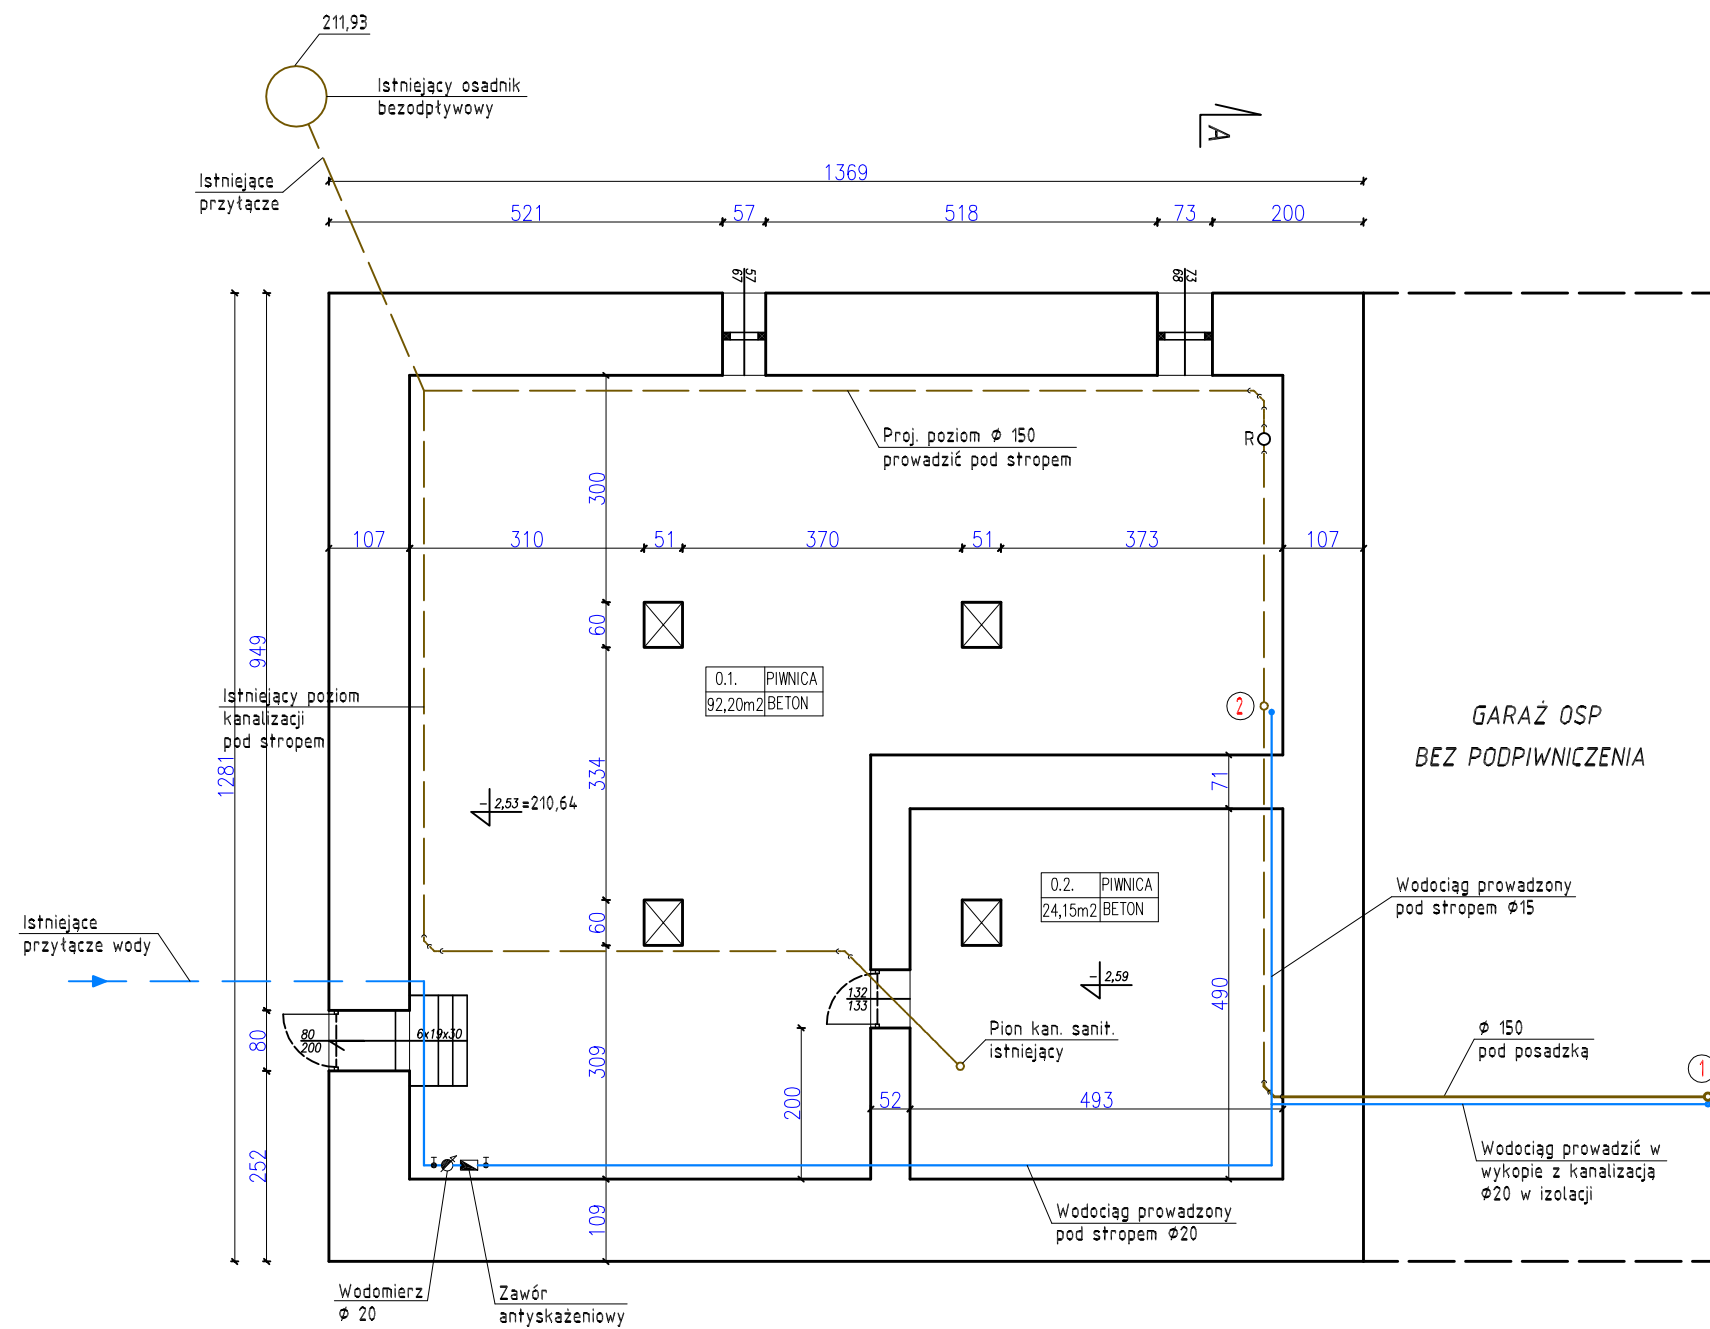 211,93
Istniejący osadnik
bezodpływowy
A
Istniejące
przyłącze
1369
521
57
518
73
200
57
67
73
68
Proj. poziom ϕ 150
prowadzić pod stropem
R
300
107
310
51
370
51
373
107
60
949
0.1. PIWNICA
92,20m2 BETON
Istniejący poziom
kanalizacji
pod stropem
2
GARAŻ OSP
BEZ PODPIWNICZENIA
1281
334
71
- 2,53=210,64
0.2. PIWNICA
24,15m2 BETON
Wodociąg prowadzony
pod stropem ϕ15
Istniejące
przyłącze wody
60
- 2,59
490
132
133
80
80
200
6x19x30
309
Pion kan. sanit.
istniejący
ϕ 150
pod posadzką
1
200
52
493
252
Wodociąg prowadzić w
wykopie z kanalizacją
ϕ20 w izolacji
109
Wodociąg prowadzony
pod stropem ϕ20
Wodomierz
ϕ 20
Zawór
antyskażeniowy